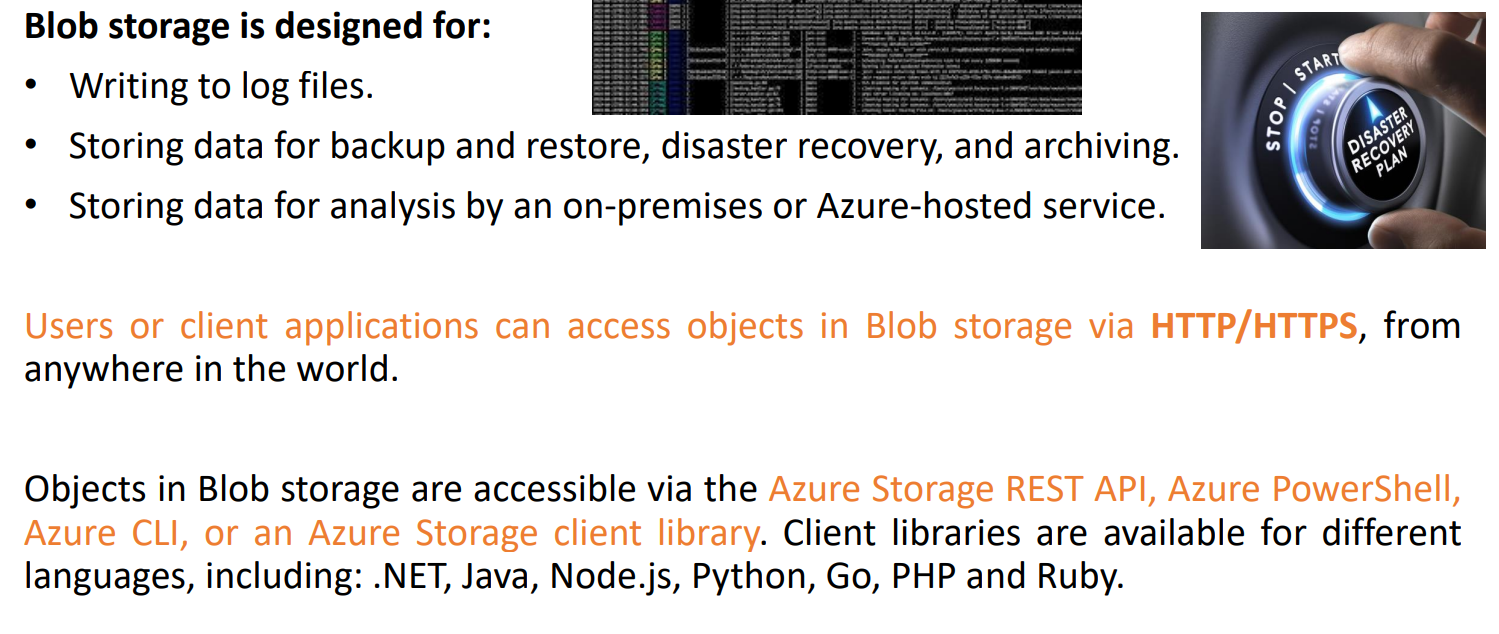 Blob storage is designed for:
• Writing to log files.
• Storing data for backup and restore, disaster recovery, and archiving.
• Storing data for analysis by an on-premises or Azure-hosted service.
STOP / START
DISASTER
RECOVERY
PLAN
Users or client applications can access objects in Blob storage via HTTP/HTTPS, from
anywhere in the world.
Objects in Blob storage are accessible via the Azure Storage REST API, Azure PowerShell,
Azure CLI, or an Azure Storage client library. Client libraries are available for different
languages, including: .NET, Java, Node.js, Python, Go, PHP and Ruby.